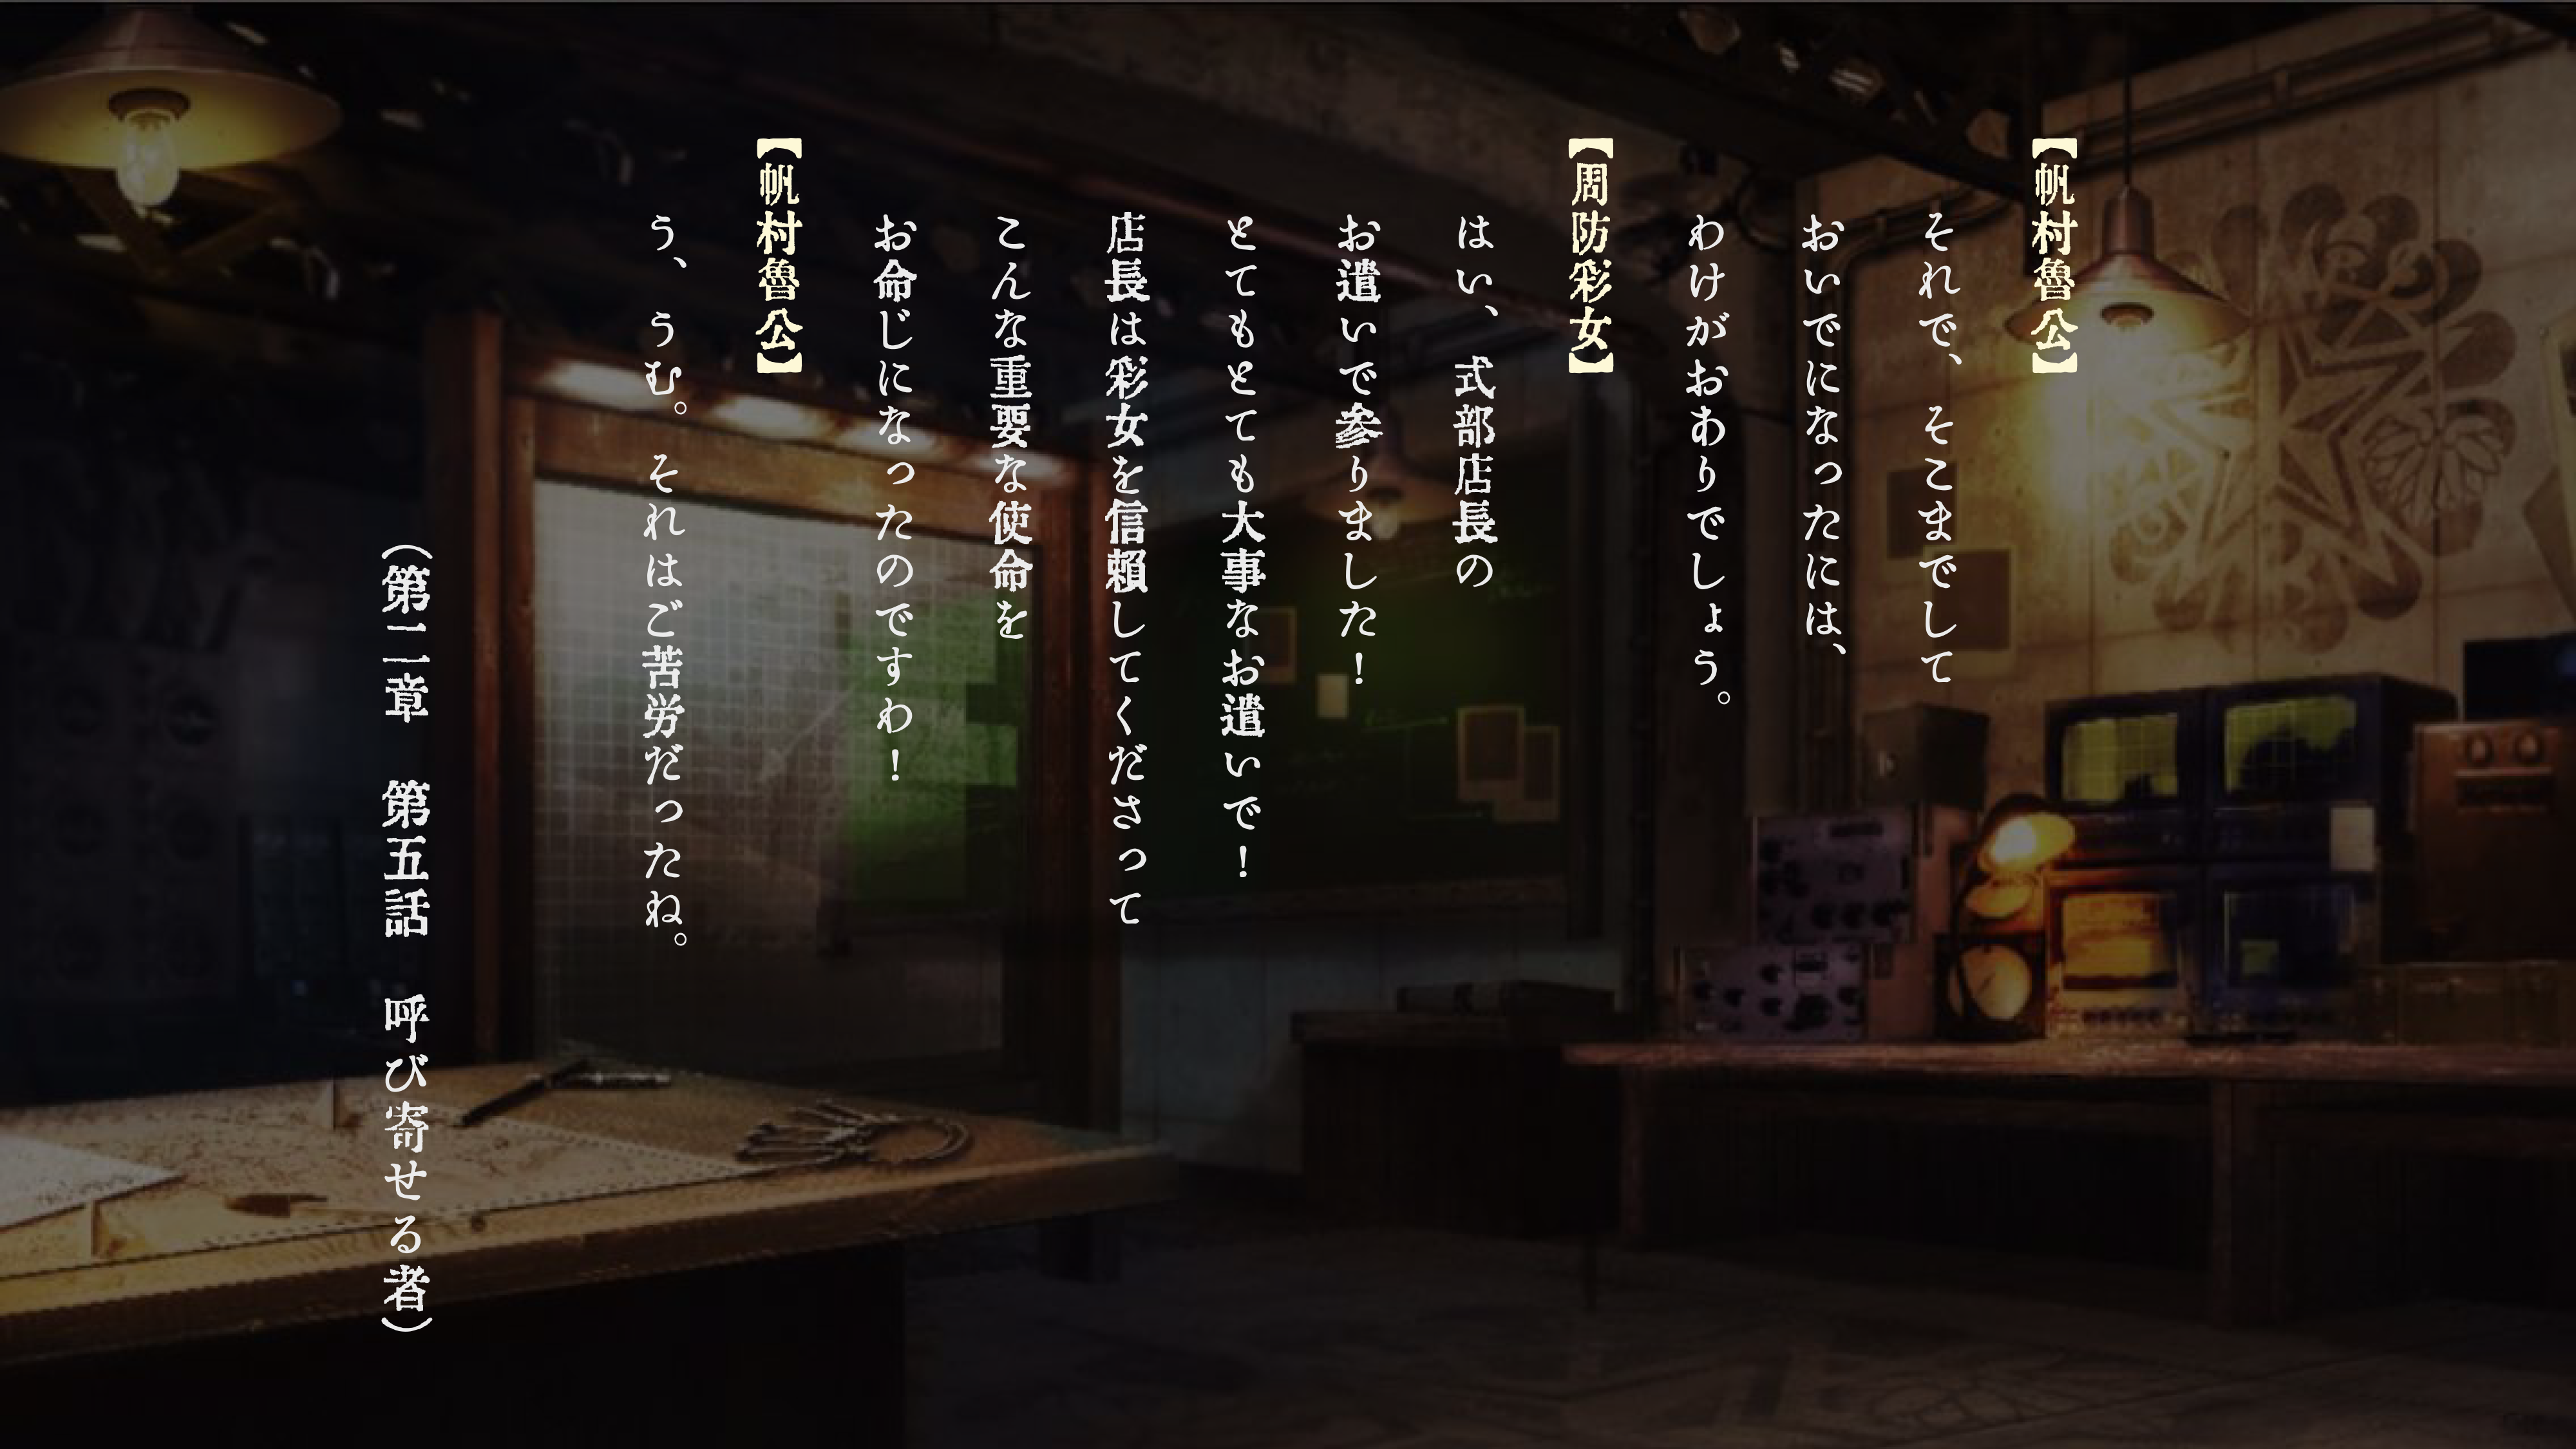 【帆村魯公】
それで、そこまでして
おいでになったには、
わけがおありでしょう。
【周防彩女】
はい、式部店長の
お遣いで参りました！
とてもとても大事なお遣いで！
店長は彩女を信頼してくださって
こんな重要な使命を
お命じになったのですわ！
【帆村魯公】
う、うむ。それはご苦労だったね。
（第二章　第五話　呼び寄せる者）